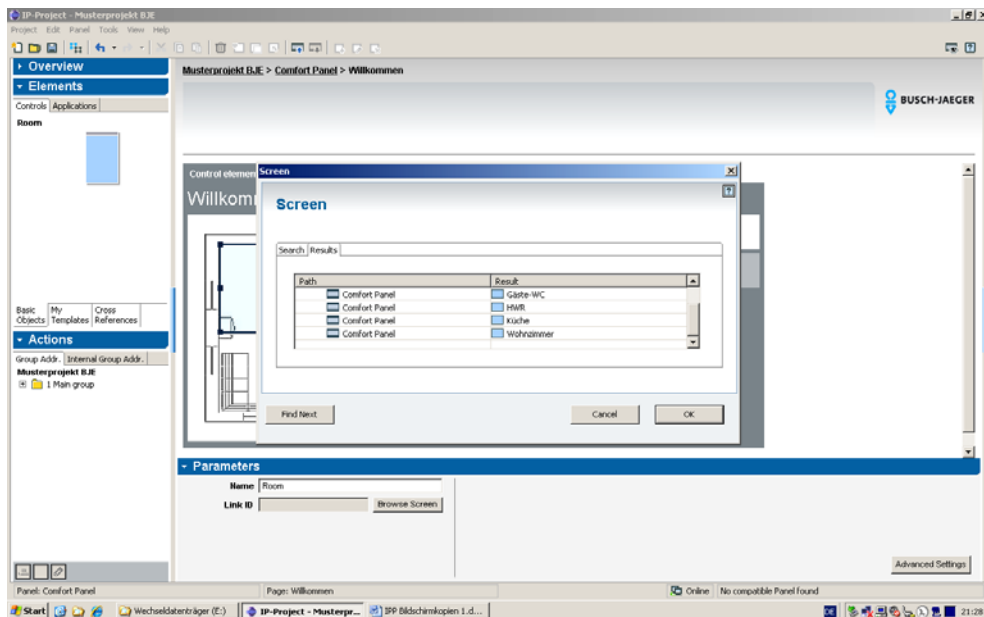 IP-Project - Musterprojekt BJE
Project Edit Panel Tools View Help
Overview
Elements
Controls Applications
Room
Basic Objects My Templates Cross References
Actions
Group Addr. Internal Group Addr.
Musterprojekt BJE
1 Main group
Musterprojekt BJE > Comfort Panel > Willkommen
BUSCH-JAEGER
Control elemen
Willkom
Screen
Screen
Search Results
Path Result
Comfort Panel Gäste-WC
Comfort Panel HWR
Comfort Panel Küche
Comfort Panel Wohnzimmer
Find Next Cancel OK
Parameters
Name Room
Link ID Browse Screen
Advanced Settings
Panel: Comfort Panel Page: Willkommen Online No compatible Panel found
Start Wechseldatenträger (E:) IP-Project - Musterpr... IPP Bildschirmkopien 1.d... DE 21:28